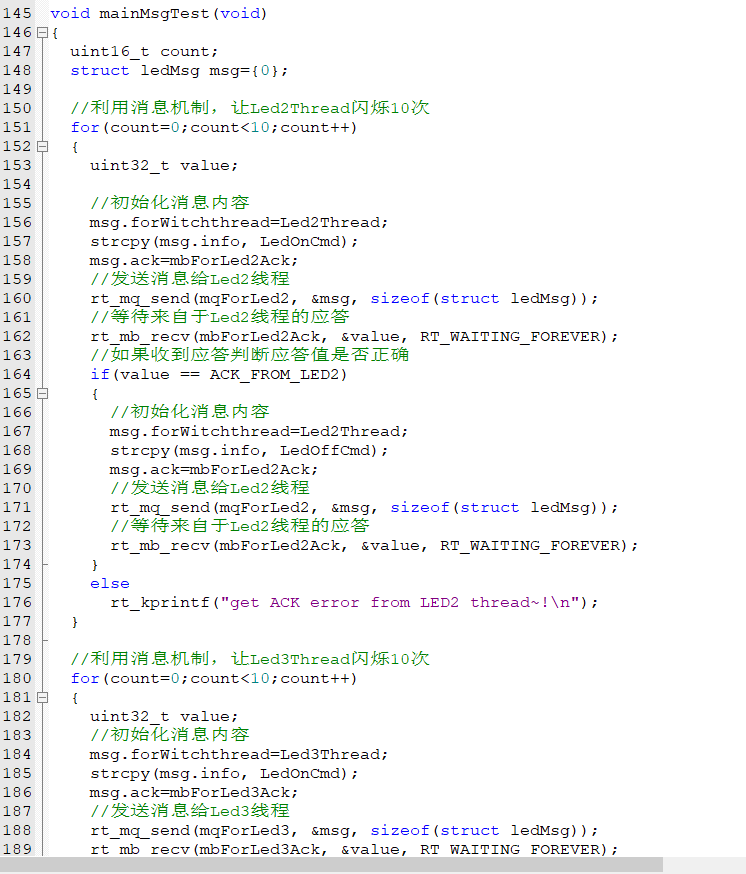 145 void mainMsgTest(void)
146 {
147 uint16_t count;
148 struct ledMsg msg={0};
149
150 //利用消息机制，让Led2Thread闪烁10次
151 for(count=0;count<10;count++)
152 {
153 uint32_t value;
154
155 //初始化消息内容
156 msg.forWitchthread=Led2Thread;
157 strcpy(msg.info, LedOnCmd);
158 msg.ack=mbForLed2Ack;
159 //发送消息给Led2线程
160 rt_mq_send(mqForLed2, &msg, sizeof(struct ledMsg));
161 //等待来自于Led2线程的应答
162 rt_mb_recv(mbForLed2Ack, &value, RT_WAITING_FOREVER);
163 //如果收到应答判断应答值是否正确
164 if(value == ACK_FROM_LED2)
165 {
166 //初始化消息内容
167 msg.forWitchthread=Led2Thread;
168 strcpy(msg.info, LedOffCmd);
169 msg.ack=mbForLed2Ack;
170 //发送消息给Led2线程
171 rt_mq_send(mqForLed2, &msg, sizeof(struct ledMsg));
172 //等待来自于Led2线程的应答
173 rt_mb_recv(mbForLed2Ack, &value, RT_WAITING_FOREVER);
174 }
175 else
176 rt_kprintf("get ACK error from LED2 thread~!\n");
177 }
178
179 //利用消息机制，让Led3Thread闪烁10次
180 for(count=0;count<10;count++)
181 {
182 uint32_t value;
183 //初始化消息内容
184 msg.forWitchthread=Led3Thread;
185 strcpy(msg.info, LedOnCmd);
186 msg.ack=mbForLed3Ack;
187 //发送消息给Led3线程
188 rt_mq_send(mqForLed3, &msg, sizeof(struct ledMsg));
189 rt_mb_recv(mbForLed3Ack, &value, RT_WAITING_FOREVER);